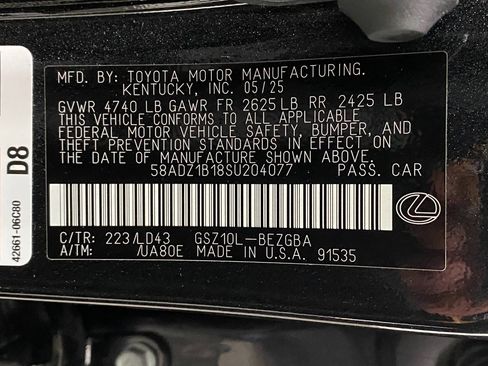 MFD. BY: TOYOTA MOTOR MANUFACTURING.
KENTUCKY, INC. 05/25
GVWR 4740 LB GAWR FR 2625 LB RR 2425 LB
THIS VEHICLE CONFORMS TO ALL APPLICABLE
FEDERAL MOTOR VEHICLE SAFETY, BUMPER, AND
THEFT PREVENTION STANDARDS IN EFFECT ON
THE DATE OF MANUFACTURE SHOWN ABOVE.
58ADZ1B18SU204077 PASS. CAR
C/TR: 223/LD43 GSZ10L-BEZGBA
A/TM: /UA80E MADE IN U.S.A. 91535
D8
42661-06C80